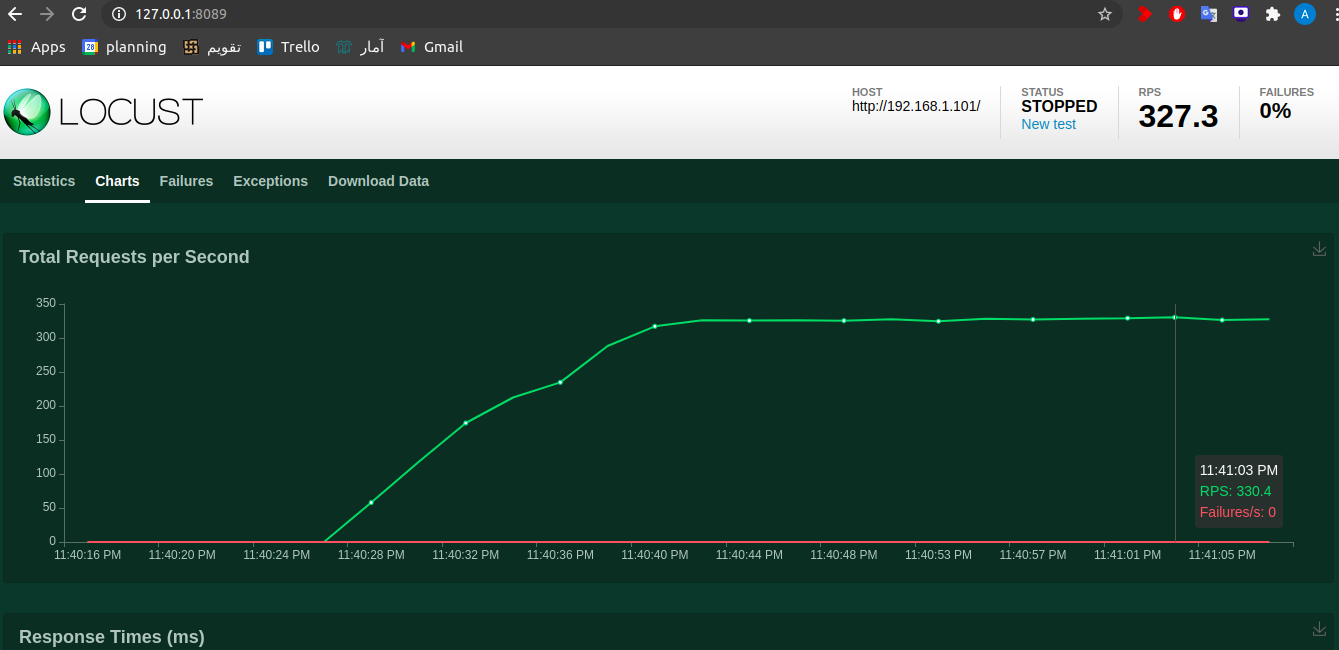 127.0.0.1:8089
A
Apps 28 planning تقویم Trello آمار Gmail
LOCUST
HOST
http://192.168.1.101/
STATUS
STOPPED
New test
RPS
327.3
FAILURES
0%
Statistics Charts Failures Exceptions Download Data
Total Requests per Second
350
300
250
200
150
100
50
0
11:41:03 PM
RPS: 330.4
Failures/s: 0
11:40:16 PM 11:40:20 PM 11:40:24 PM 11:40:28 PM 11:40:32 PM 11:40:36 PM 11:40:40 PM 11:40:44 PM 11:40:48 PM 11:40:53 PM 11:40:57 PM 11:41:01 PM 11:41:05 PM
Response Times (ms)